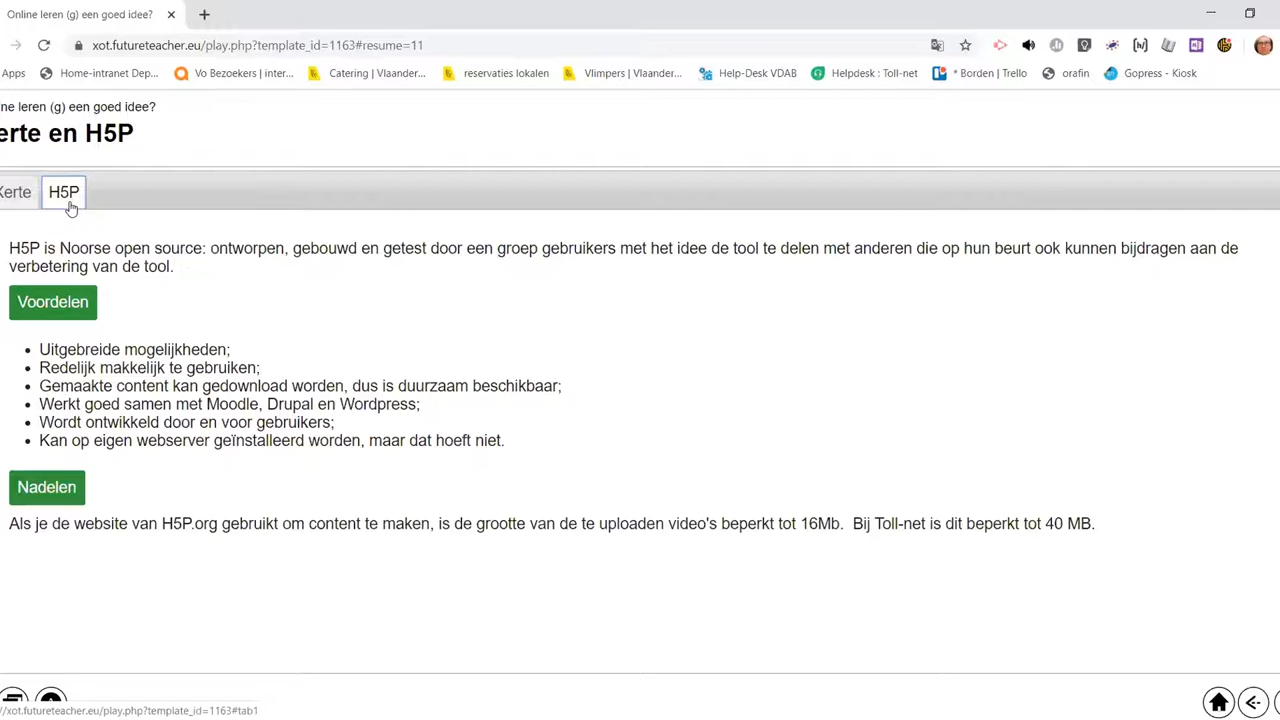 Online leren (g) een goed idee?
xot.futureteacher.eu/play.php?template_id=1163#resume=11
Apps Home-intranet Dep... Vo Bezoekers | inter... Catering | Vlaander... reservaties lokalen Vlimpers | Vlaander... Help-Desk VDAB Helpdesk : Toll-net * Borden | Trello orafin Gopress - Kiosk
ne leren (g) een goed idee?
erte en H5P
Xerte H5P
H5P is Noorse open source: ontworpen, gebouwd en getest door een groep gebruikers met het idee de tool te delen met anderen die op hun beurt ook kunnen bijdragen aan de
verbetering van de tool.
Voordelen
• Uitgebreide mogelijkheden;
• Redelijk makkelijk te gebruiken;
• Gemaakte content kan gedownload worden, dus is duurzaam beschikbaar;
• Werkt goed samen met Moodle, Drupal en Wordpress;
• Wordt ontwikkeld door en voor gebruikers;
• Kan op eigen webserver geïnstalleerd worden, maar dat hoeft niet.
Nadelen
Als je de website van H5P.org gebruikt om content te maken, is de grootte van de te uploaden video's beperkt tot 16Mb. Bij Toll-net is dit beperkt tot 40 MB.
//xot.futureteacher.eu/play.php?template_id=1163#tab1